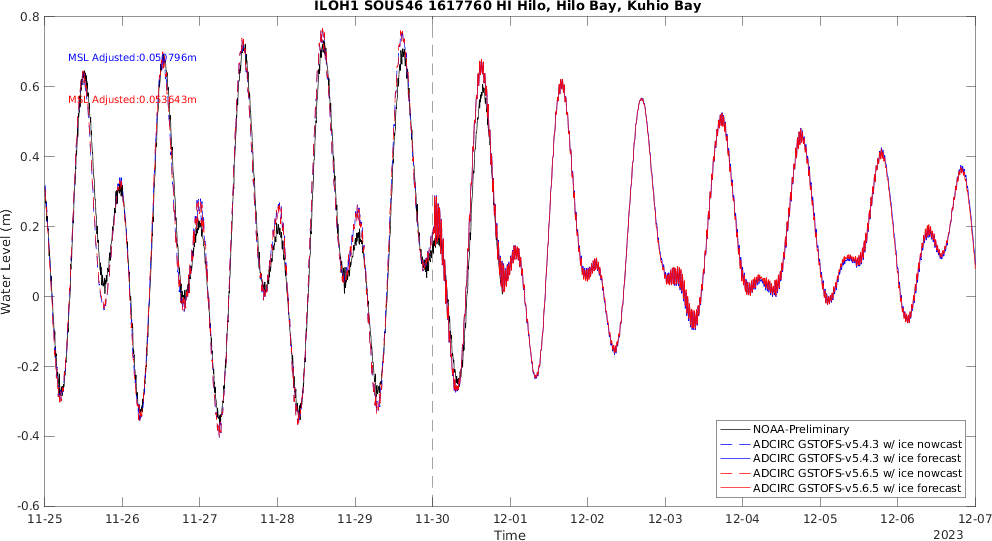 ILOH1 SOUS46 1617760 HI Hilo, Hilo Bay, Kuhio Bay
0.8
MSL Adjusted:0.050796m
0.6
MSL Adjusted:0.053643m
0.4
0.2
Water Level (m)
0
-0.2
-0.4
-0.6
NOAA-Preliminary
ADCIRC GSTOFS-v5.4.3 w/ ice nowcast
ADCIRC GSTOFS-v5.4.3 w/ ice forecast
ADCIRC GSTOFS-v5.6.5 w/ ice nowcast
ADCIRC GSTOFS-v5.6.5 w/ ice forecast
11-25 11-26 11-27 11-28 11-29 11-30 12-01 12-02 12-03 12-04 12-05 12-06 12-07
Time
2023